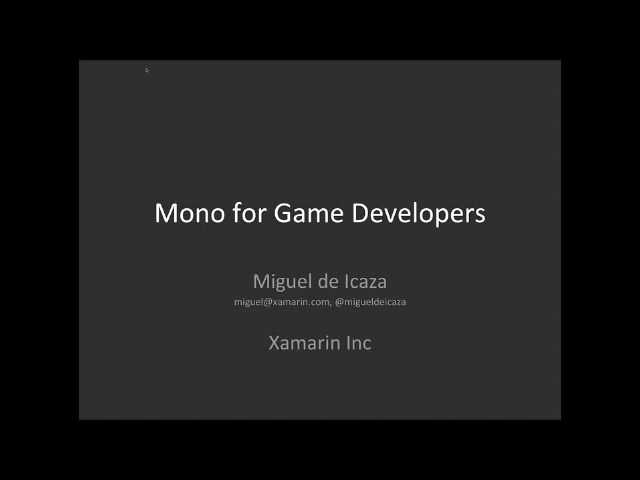 Mono for Game Developers
Miguel de Icaza
miguel@xamarin.com, @migueldeicaza
Xamarin Inc